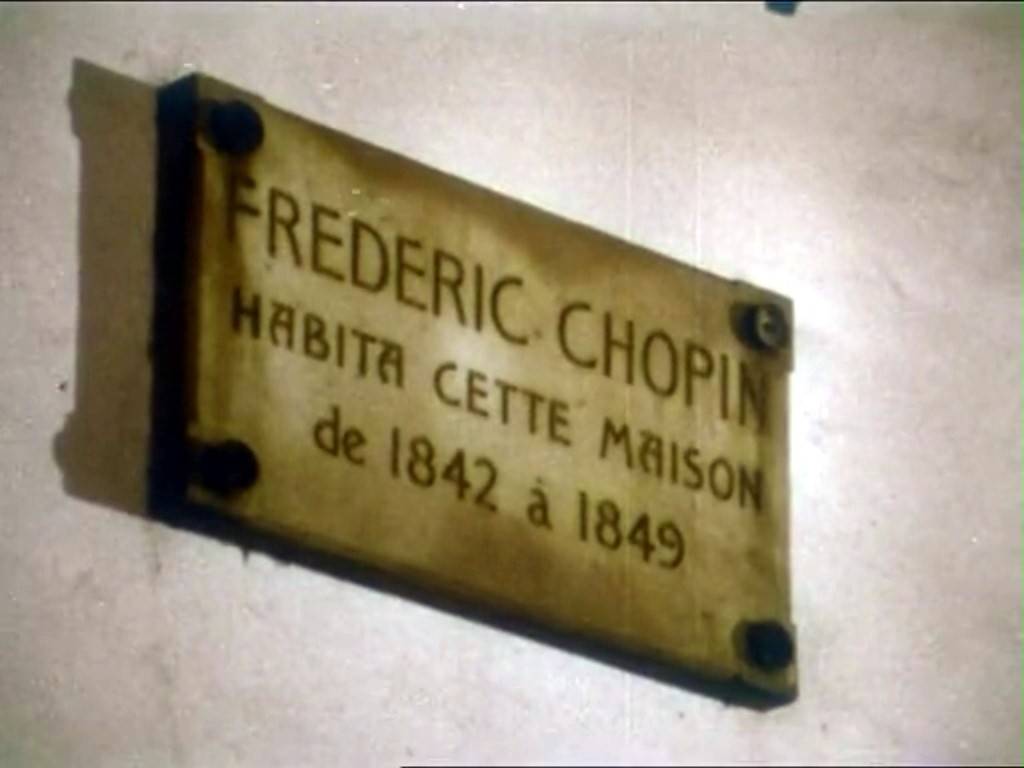 FREDERIC CHOPIN
HABITA CETTE MAISON
de 1842 à 1849